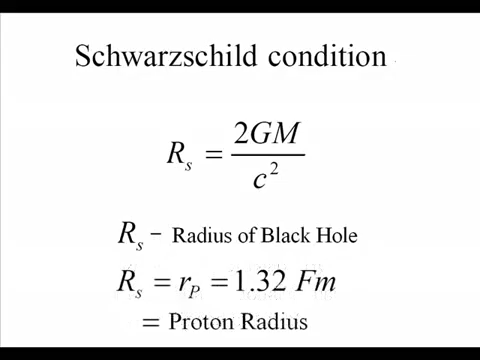 Schwarzschild condition
R_s = 2GM / c^2
R_s – Radius of Black Hole
R_s = r_P = 1.32 Fm
= Proton Radius